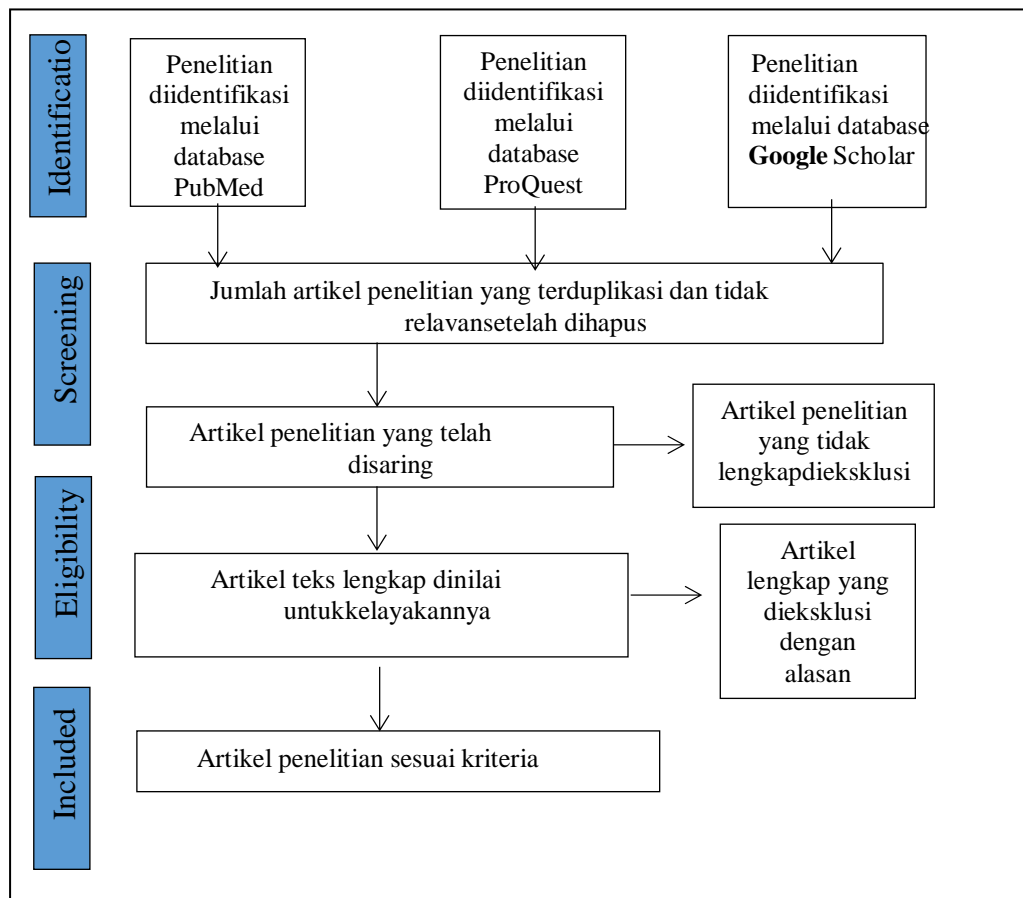 Identificatio
Penelitian
diidentifikasi
melalui
database
PubMed
Penelitian
diidentifikasi
melalui
database
ProQuest
Penelitian
diidentifikasi
melalui database
Google Scholar
Screening
Jumlah artikel penelitian yang terduplikasi dan tidak
relavansetelah dihapus
Artikel penelitian yang telah
disaring
Artikel penelitian
yang tidak
lengkapdieksklusi
Eligibility
Artikel teks lengkap dinilai
untukkelayakannya
Artikel
lengkap yang
dieksklusi
dengan
alasan
Included
Artikel penelitian sesuai kriteria